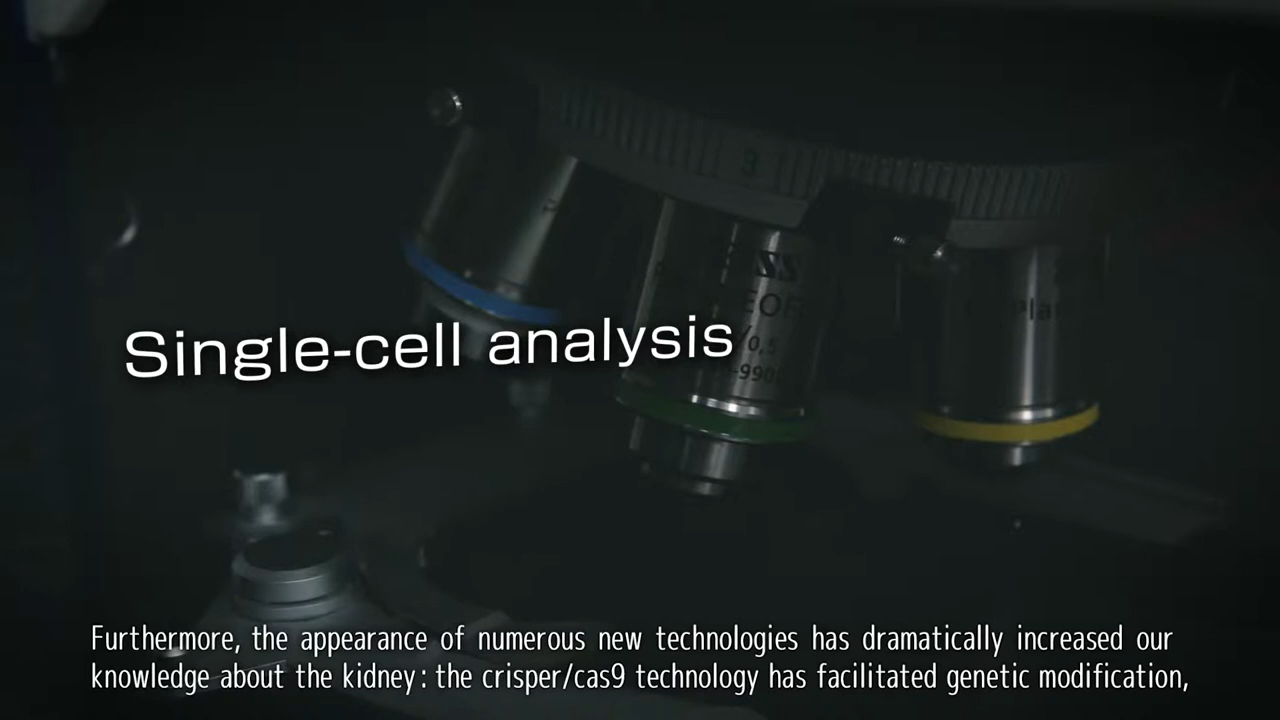 3
Single-cell analysis
Furthermore, the appearance of numerous new technologies has dramatically increased our
knowledge about the kidney: the crisper/cas9 technology has facilitated genetic modification,